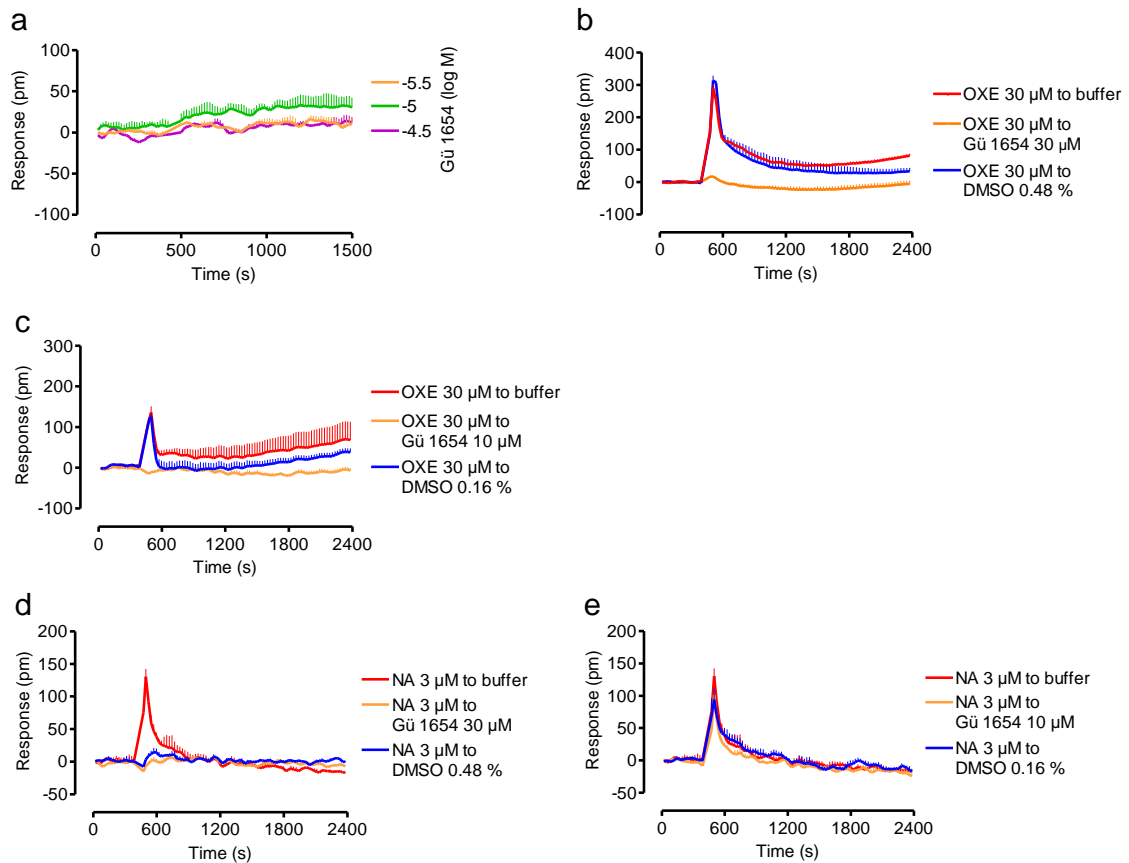 a
100
50
0
-50
-100
Response (pm)
0
500
1000
1500
Time (s)
-5.5
-5
-4.5
Gü 1654 (log M)
b
400
300
200
100
0
-100
Response (pm)
0
600
1200
1800
2400
Time (s)
OXE 30 µM to buffer
OXE 30 µM to
Gü 1654 30 µM
OXE 30 µM to
DMSO 0.48 %
c
300
200
100
0
-100
Response (pm)
0
600
1200
1800
2400
Time (s)
OXE 30 µM to buffer
OXE 30 µM to
Gü 1654 10 µM
OXE 30 µM to
DMSO 0.16 %
d
200
150
100
50
0
-50
Response (pm)
0
600
1200
1800
2400
Time (s)
NA 3 µM to buffer
NA 3 µM to
Gü 1654 30 µM
NA 3 µM to
DMSO 0.48 %
e
200
150
100
50
0
-50
Response (pm)
0
600
1200
1800
2400
Time (s)
NA 3 µM to buffer
NA 3 µM to
Gü 1654 10 µM
NA 3 µM to
DMSO 0.16 %